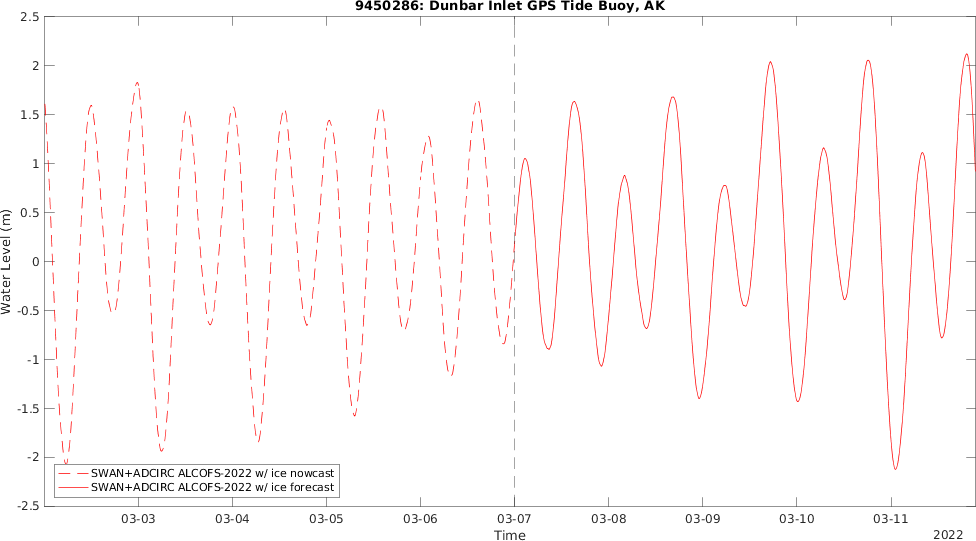 9450286: Dunbar Inlet GPS Tide Buoy, AK
2.5
2
1.5
1
0.5
0
-0.5
-1
-1.5
-2
-2.5
Water Level (m)
SWAN+ADCIRC ALCOFS-2022 w/ ice nowcast
SWAN+ADCIRC ALCOFS-2022 w/ ice forecast
03-03 03-04 03-05 03-06 03-07 03-08 03-09 03-10 03-11
Time
2022